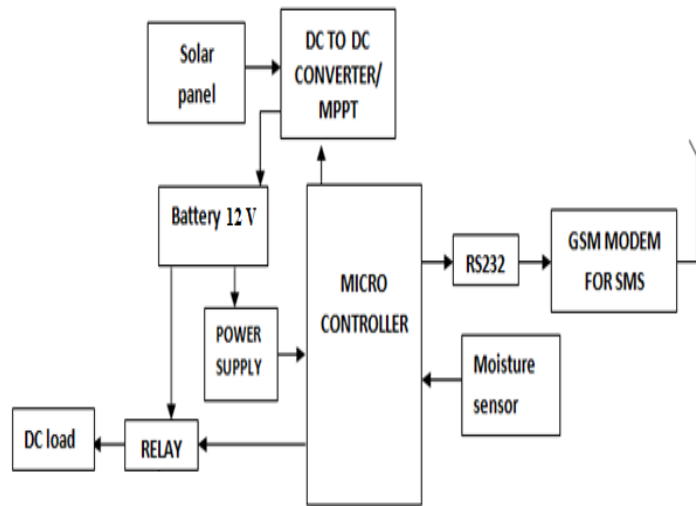 Solar
panel
DC TO DC
CONVERTER/
MPPT
Battery 12 V
POWER
SUPPLY
MICRO
CONTROLLER
RS232
GSM MODEM
FOR SMS
Moisture
sensor
DC load
RELAY